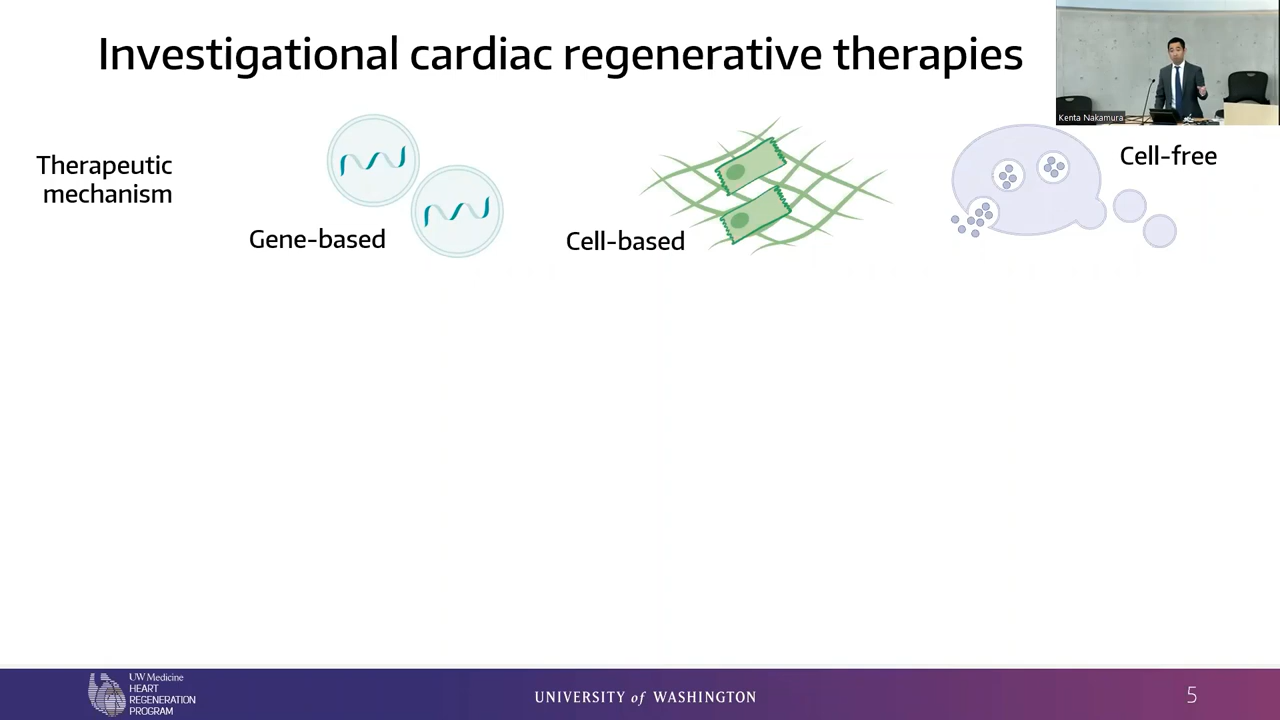 Investigational cardiac regenerative therapies
Kenta Nakamura
Therapeutic
mechanism
Gene-based
Cell-based
Cell-free
UW Medicine
HEART
REGENERATION
PROGRAM
UNIVERSITY of WASHINGTON
5